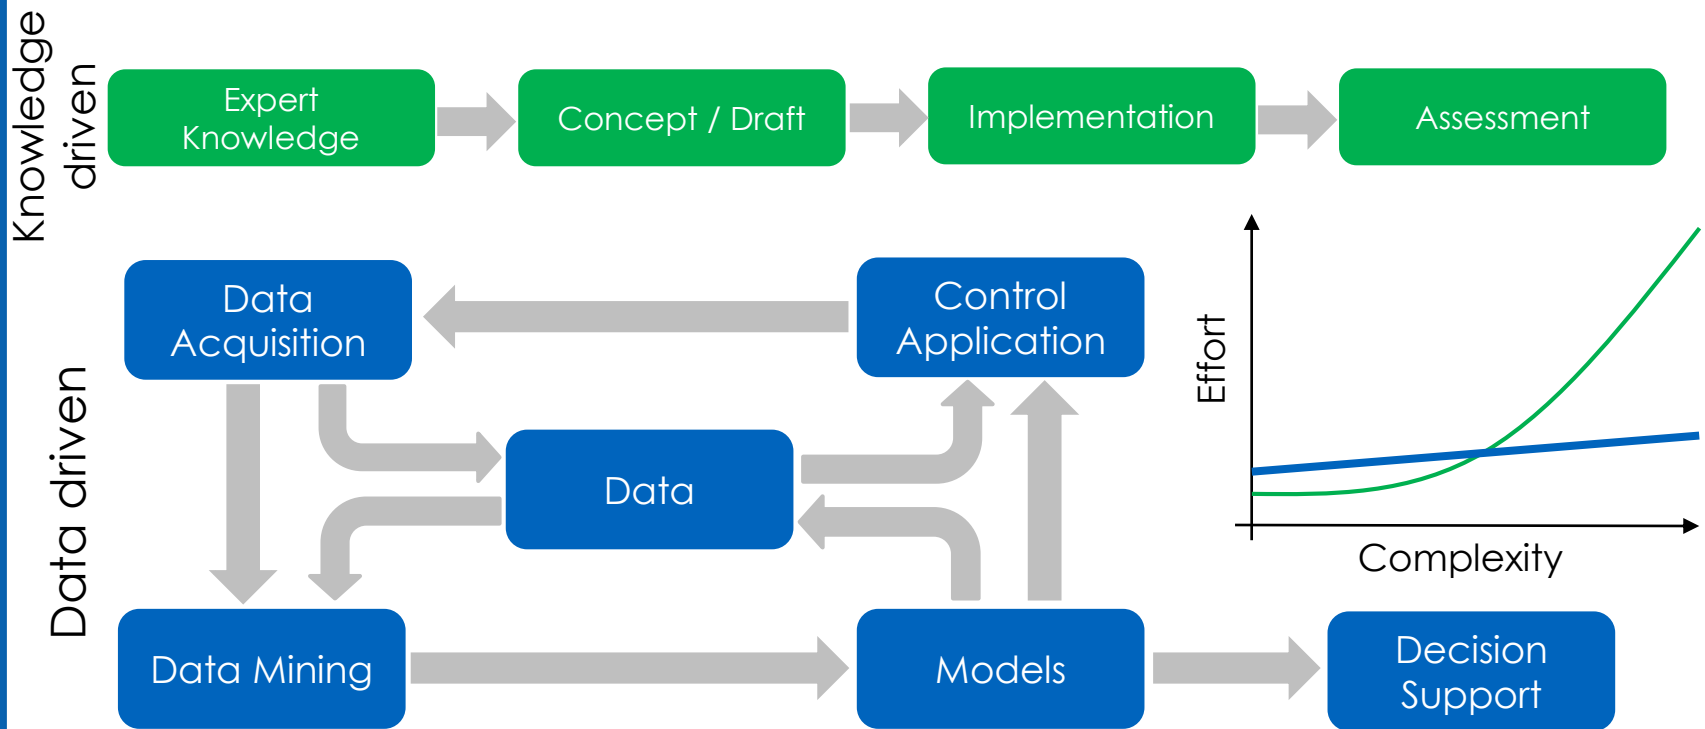 Knowledge
driven
Expert
Knowledge
Concept / Draft
Implementation
Assessment
Data driven
Data
Acquisition
Control
Application
Data
Data Mining
Models
Decision
Support
Effort
Complexity